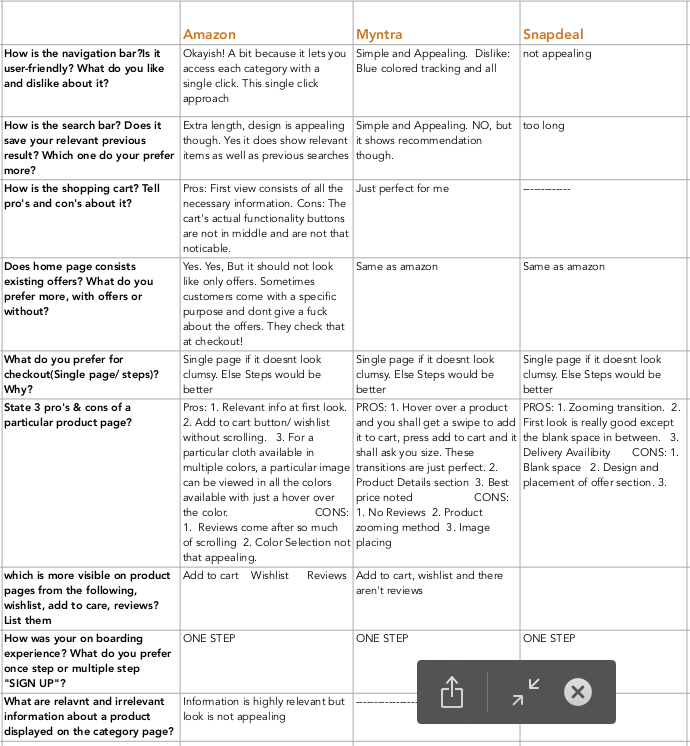 Amazon Myntra Snapdeal
How is the navigation bar?Is it
user-friendly? What do you like
and dislike about it?
Okayish! A bit because it lets you
access each category with a
single click. This single click
approach
Simple and Appealing. Dislike:
Blue colored tracking and all
not appealing
How is the search bar? Does it
save your relevant previous
result? Which one do your prefer
more?
Extra length, design is appealing
though. Yes it does show relevant
items as well as previous searches
Simple and Appealing. NO, but
it shows recommendation
though.
too long
How is the shopping cart? Tell
pro's and con's about it?
Pros: First view consists of all the
necessary information. Cons: The
cart's actual functionality buttons
are not in middle and are not that
noticable.
Just perfect for me
-------------
Does home page consists
existing offers? What do you
prefer more, with offers or
without?
Yes. Yes, But it should not look
like only offers. Sometimes
customers come with a specific
purpose and dont give a fuck
about the offers. They check that
at checkout!
Same as amazon
Same as amazon
What do you prefer for
checkout(Single page/ steps)?
Why?
Single page if it doesnt look
clumsy. Else Steps would be
better
Single page if it doesnt look
clumsy. Else Steps would be
better
Single page if it doesnt look
clumsy. Else Steps would be
better
State 3 pro's & cons of a
particular product page?
Pros: 1. Relevant info at first look.
2. Add to cart button/ wishlist
without scrolling. 3. For a
particular cloth available in
multiple colors, a particular image
can be viewed in all the colors
available with just a hover over
the color. CONS:
1. Reviews come after so much
of scrolling 2. Color Selection not
that appealing.
PROS: 1. Hover over a product
and you shall get a swipe to add
it to cart, press add to cart and it
shall ask you size. These
transitions are just perfect. 2.
Product Details section 3. Best
price noted CONS:
1. No Reviews 2. Product
zooming method 3. Image
placing
PROS: 1. Zooming transition. 2.
First look is really good except
the blank space in between. 3.
Delivery Availibity CONS: 1.
Blank space 2. Design and
placement of offer section. 3.
which is more visible on product
pages from the following,
wishlist, add to care, reviews?
List them
Add to cart Wishlist Reviews
Add to cart, wishlist and there
aren't reviews
How was your on boarding
experience? What do you prefer
once step or multiple step
"SIGN UP"?
ONE STEP
ONE STEP
ONE STEP
What are relavnt and irrelevant
information about a product
displayed on the category page?
Information is highly relevant but
look is not appealing
-----------------